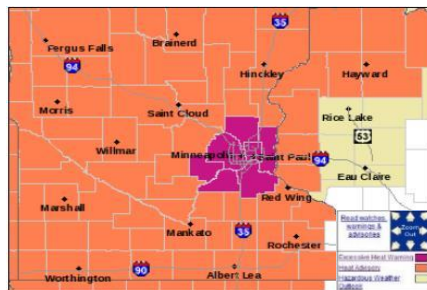 35
Brainerd
Fergus Falls
94
Hinckley
Hayward
Morris
Saint Cloud
Rice Lake
53
Willmar
Minneapolis
Saint Paul
94
Eau Claire
Marshall
Red Wing
Mankato
35
Rochester
Worthington
90
Albert Lea
Read watches,
warnings &
advisories
Zoom
Out
Excessive Heat Warning
Heat Advisory
Hazardous Weather
Outlook